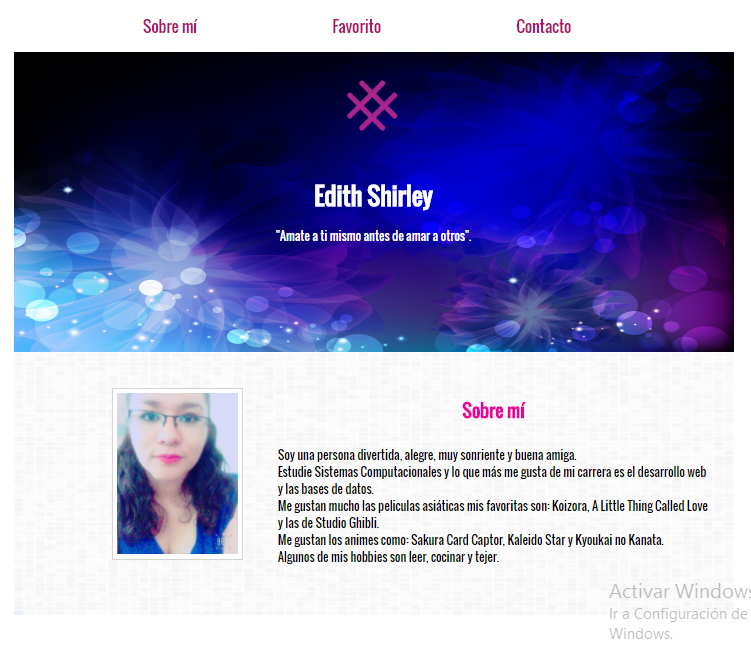 Sobre mí
Favorito
Contacto
Edith Shirley
"Amate a ti mismo antes de amar a otros".
Sobre mí
Soy una persona divertida, alegre, muy sonriente y buena amiga.
Estudie Sistemas Computacionales y lo que más me gusta de mi carrera es el desarrollo web
y las bases de datos.
Me gustan mucho las peliculas asiáticas mis favoritas son: Koizora, A Little Thing Called Love
y las de Studio Ghibli.
Me gustan los animes como: Sakura Card Captor, Kaleido Star y Kyoukai no Kanata.
Algunos de mis hobbies son leer, cocinar y tejer.
Activar Windows
Ir a Configuración de
Windows.